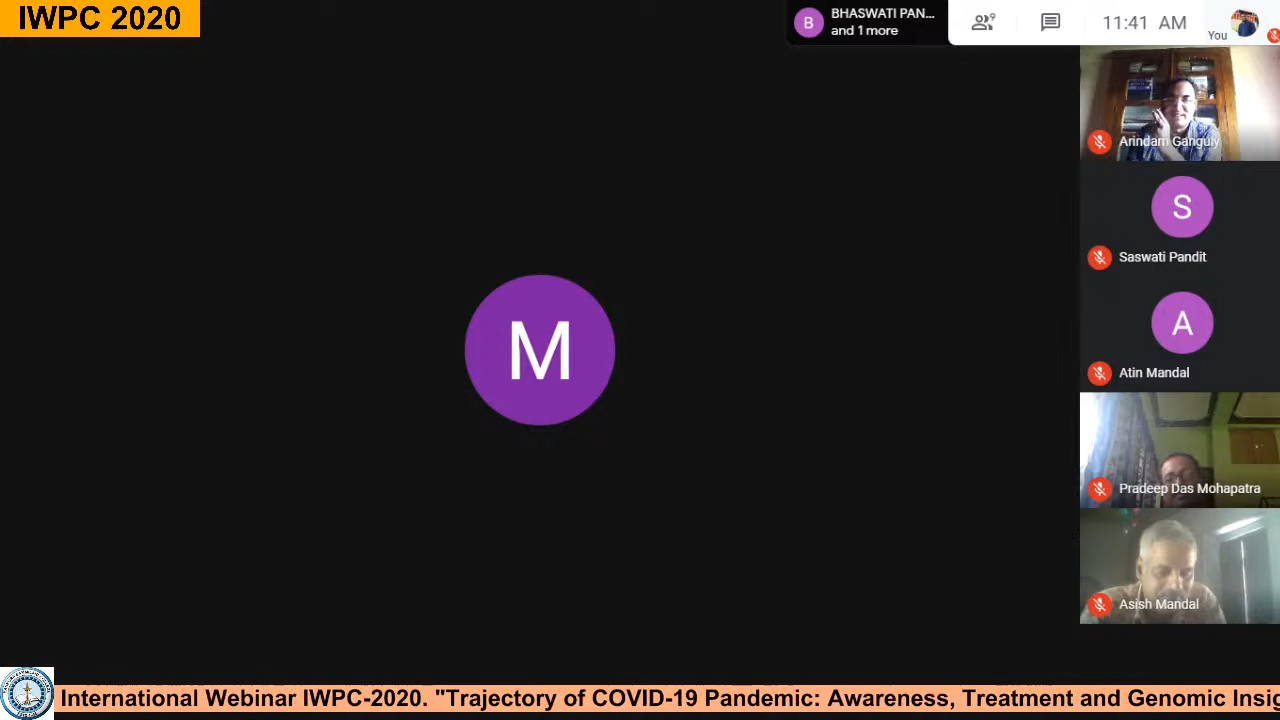 IWPC 2020
B
BHASWATI PAN...
and 1 more
9
11:41 AM
You
Arindam Ganguly
S
Saswati Pandit
A
Atin Mandal
M
Pradeep Das Mohapatra
Asish Mandal
International Webinar IWPC-2020. "Trajectory of COVID-19 Pandemic: Awareness, Treatment and Genomic Insig